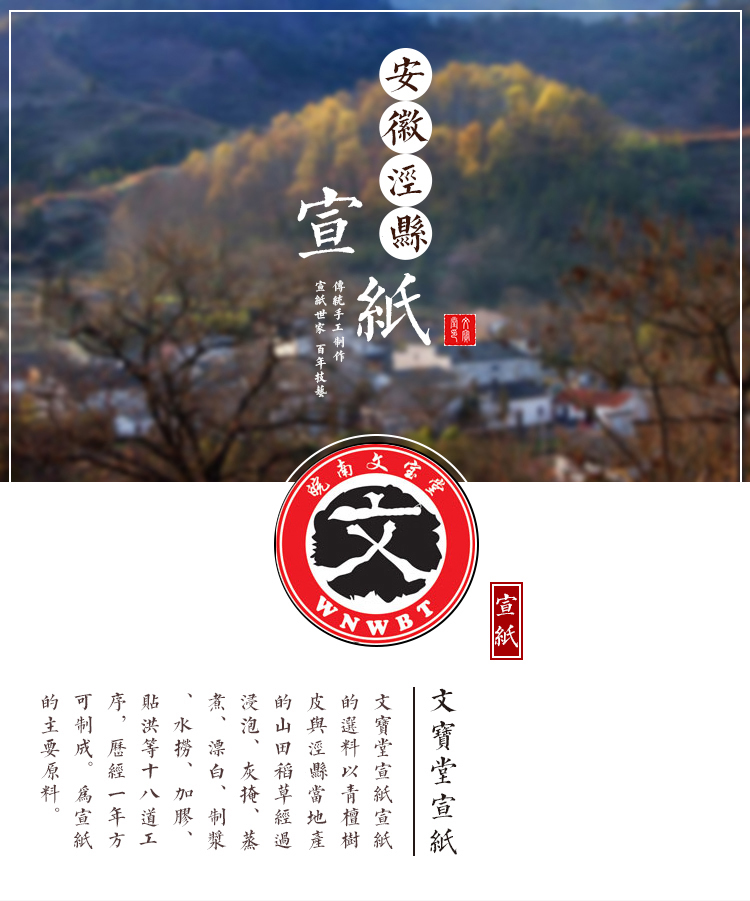 安徽涇縣
宣紙
傳統手工制作
宣紙世家 百年技藝
皖南文宝堂
WNWBT
宣紙
文寶堂宣紙
文寶堂宣紙宣紙
的選料以青檀樹
皮與涇縣當地產
的山田稻草經過
浸泡、灰掩、蒸
煮、漂白、制漿
、水撈、加膠、
貼洪等十八道工
序，歷經一年方
可制成。爲宣紙
的主要原料。